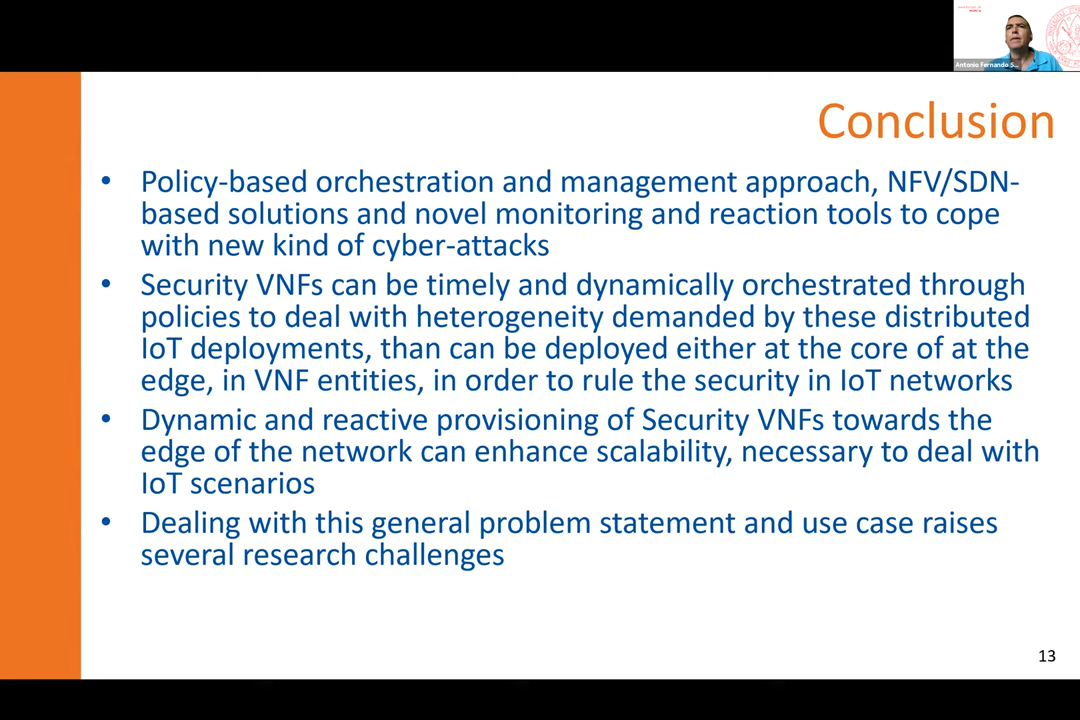 Antonio Fernando S...
Conclusion
• Policy-based orchestration and management approach, NFV/SDN-
based solutions and novel monitoring and reaction tools to cope
with new kind of cyber-attacks
• Security VNFs can be timely and dynamically orchestrated through
policies to deal with heterogeneity demanded by these distributed
IoT deployments, than can be deployed either at the core of at the
edge, in VNF entities, in order to rule the security in IoT networks
• Dynamic and reactive provisioning of Security VNFs towards the
edge of the network can enhance scalability, necessary to deal with
IoT scenarios
• Dealing with this general problem statement and use case raises
several research challenges
13